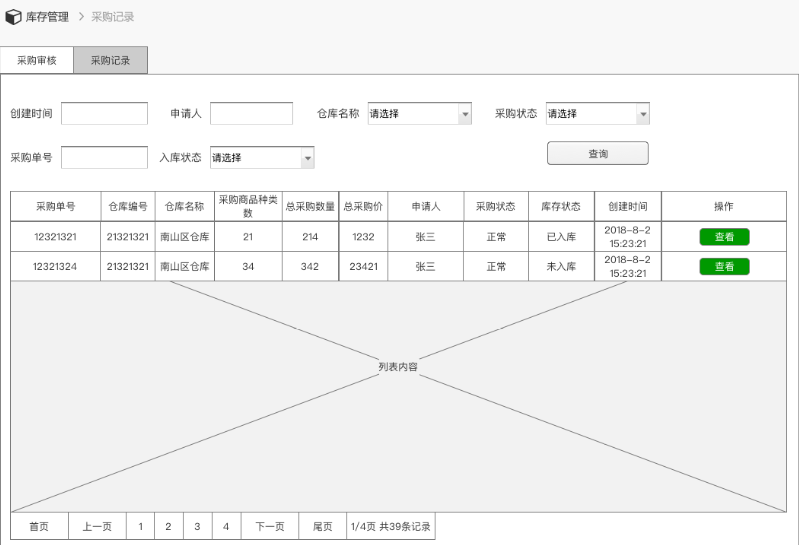 库存管理 > 采购记录
采购审核 采购记录
创建时间 申请人 仓库名称 请选择 采购状态 请选择
采购单号 入库状态 请选择 查询
采购单号 仓库编号 仓库名称 采购商品种类数 总采购数量 总采购价 申请人 采购状态 库存状态 创建时间 操作
12321321 21321321 南山区仓库 21 214 1232 张三 正常 已入库 2018-8-2 15:23:21 查看
12321324 21321321 南山区仓库 34 342 23421 张三 正常 未入库 2018-8-2 15:23:21 查看
列表内容
首页 上一页 1 2 3 4 下一页 尾页 1/4页 共39条记录